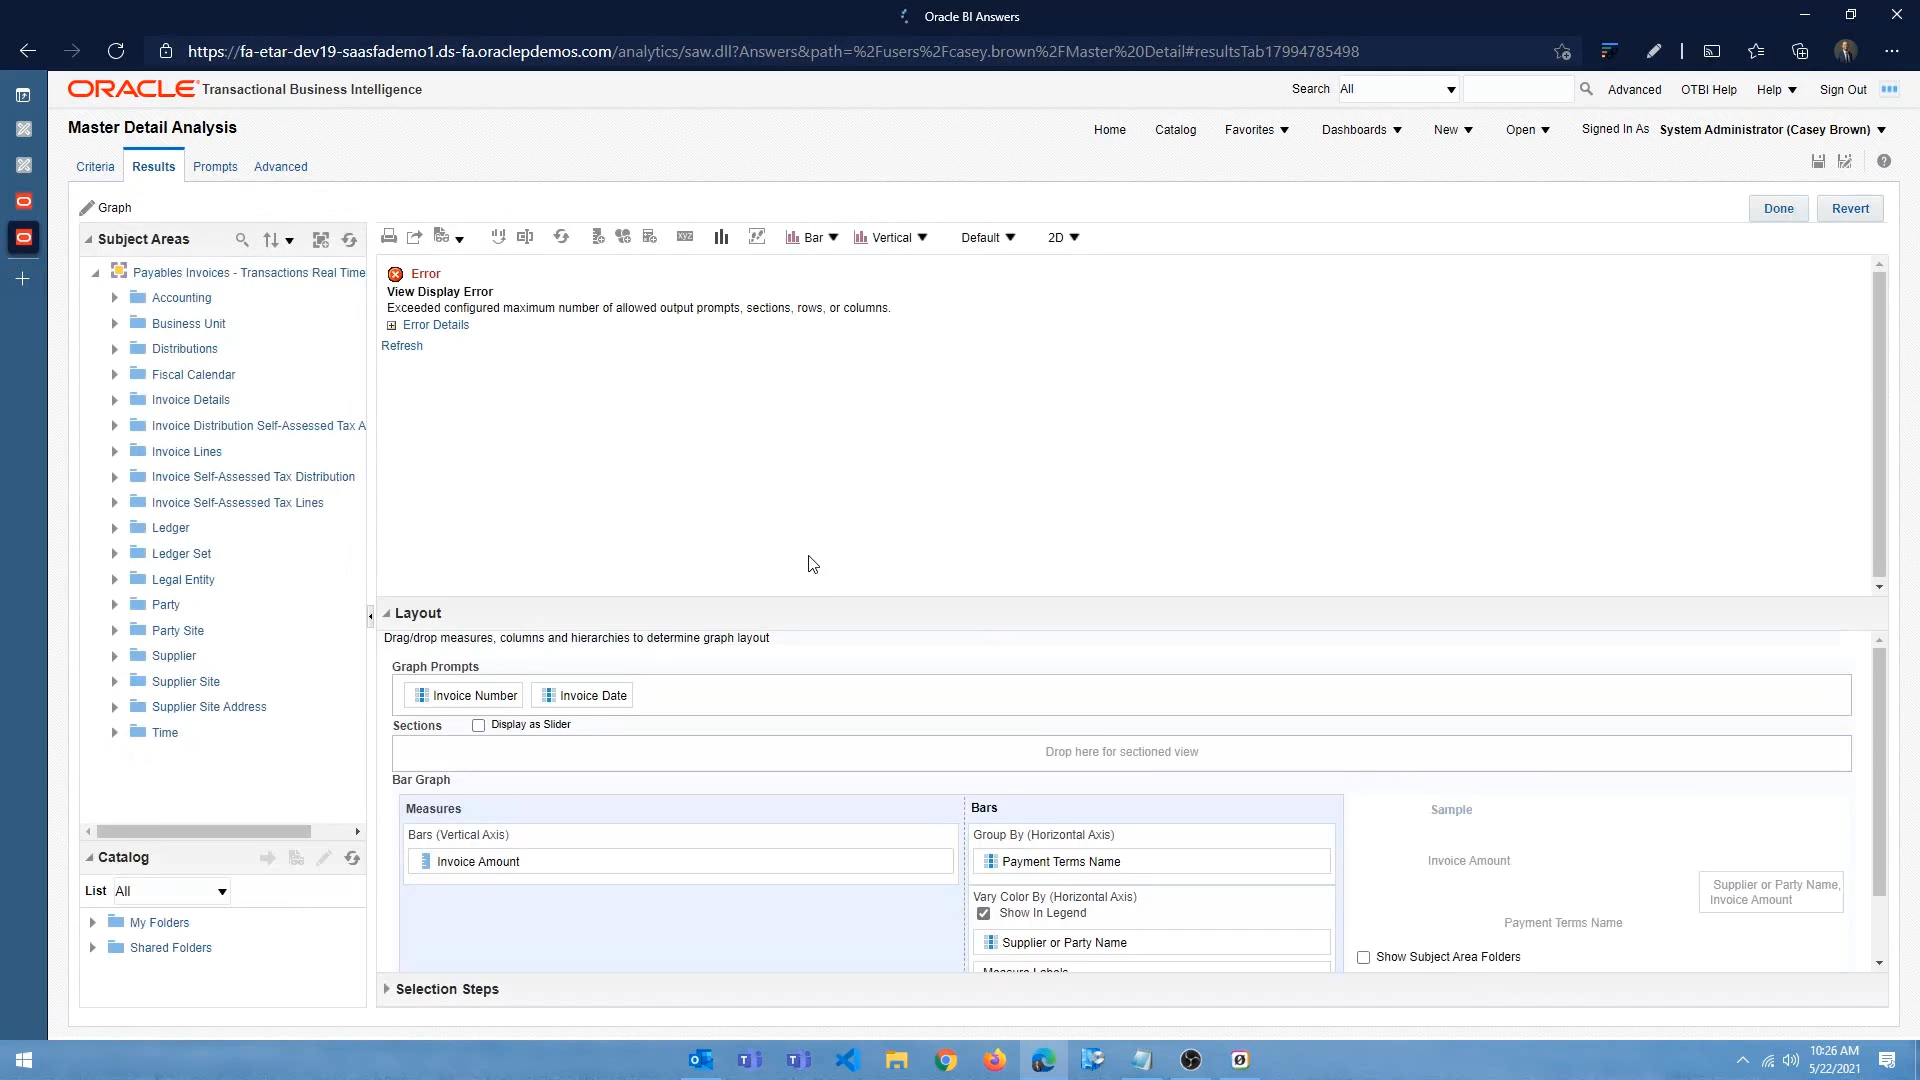 Oracle BI Answers
https://fa-etar-dev19-saasfademo1.ds-fa.oraclepdemos.com/analytics/saw.dll?Answers&path=%2Fusers%2Fcasey.brown%2FMaster%20Detail#resultsTab17994785498
ORACLE Transactional Business Intelligence
Search All Advanced OTBI Help Help Sign Out
Master Detail Analysis
Home Catalog Favorites Dashboards New Open Signed In As System Administrator (Casey Brown)
Criteria Results Prompts Advanced
Graph
Done Revert
Subject Areas
Bar Vertical Default 2D
XYZ
Payables Invoices - Transactions Real Time
Accounting
Business Unit
Distributions
Fiscal Calendar
Invoice Details
Invoice Distribution Self-Assessed Tax A
Invoice Lines
Invoice Self-Assessed Tax Distribution
Invoice Self-Assessed Tax Lines
Ledger
Ledger Set
Legal Entity
Party
Party Site
Supplier
Supplier Site
Supplier Site Address
Time
Catalog
List All
My Folders
Shared Folders
Error
View Display Error
Exceeded configured maximum number of allowed output prompts, sections, rows, or columns.
Error Details
Refresh
Layout
Drag/drop measures, columns and hierarchies to determine graph layout
Graph Prompts
Invoice Number Invoice Date
Sections Display as Slider
Drop here for sectioned view
Bar Graph
Measures
Bars (Vertical Axis)
Invoice Amount
Bars
Group By (Horizontal Axis)
Payment Terms Name
Vary Color By (Horizontal Axis)
Show In Legend
Supplier or Party Name
Measure Labels
Sample
Invoice Amount
Supplier or Party Name,
Invoice Amount
Payment Terms Name
Show Subject Area Folders
Selection Steps
10:26 AM
5/22/2021